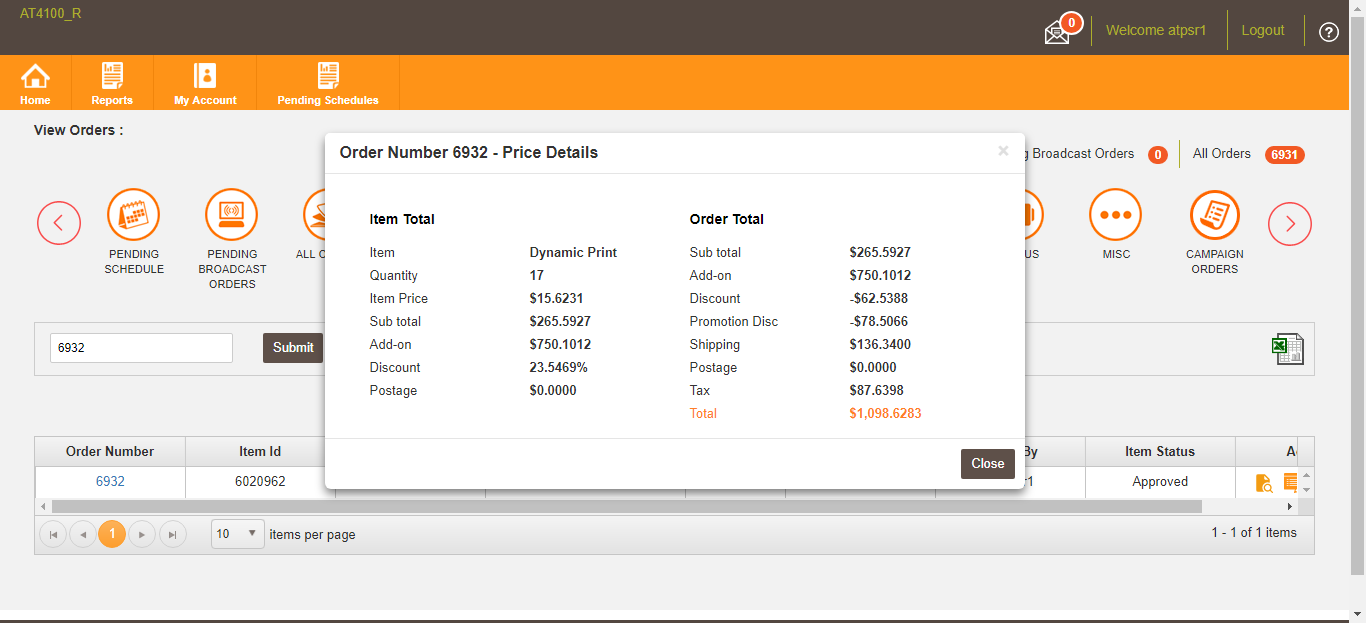 AT4100_R
0
Welcome atpsr1
Logout
?
Home
Reports
My Account
Pending Schedules
View Orders :
Broadcast Orders
0
All Orders
6931
PENDING
SCHEDULE
PENDING
BROADCAST
ORDERS
ALL
US
MISC
CAMPAIGN
ORDERS
6932
Submit
Order Number 6932 - Price Details
×
Item Total
Item Dynamic Print
Quantity 17
Item Price $15.6231
Sub total $265.5927
Add-on $750.1012
Discount 23.5469%
Postage $0.0000
Order Total
Sub total $265.5927
Add-on $750.1012
Discount -$62.5388
Promotion Disc -$78.5066
Shipping $136.3400
Postage $0.0000
Tax $87.6398
Total $1,098.6283
Close
Order Number Item Id By Item Status
6932 6020962 r1 Approved
1
10 items per page
1 - 1 of 1 items